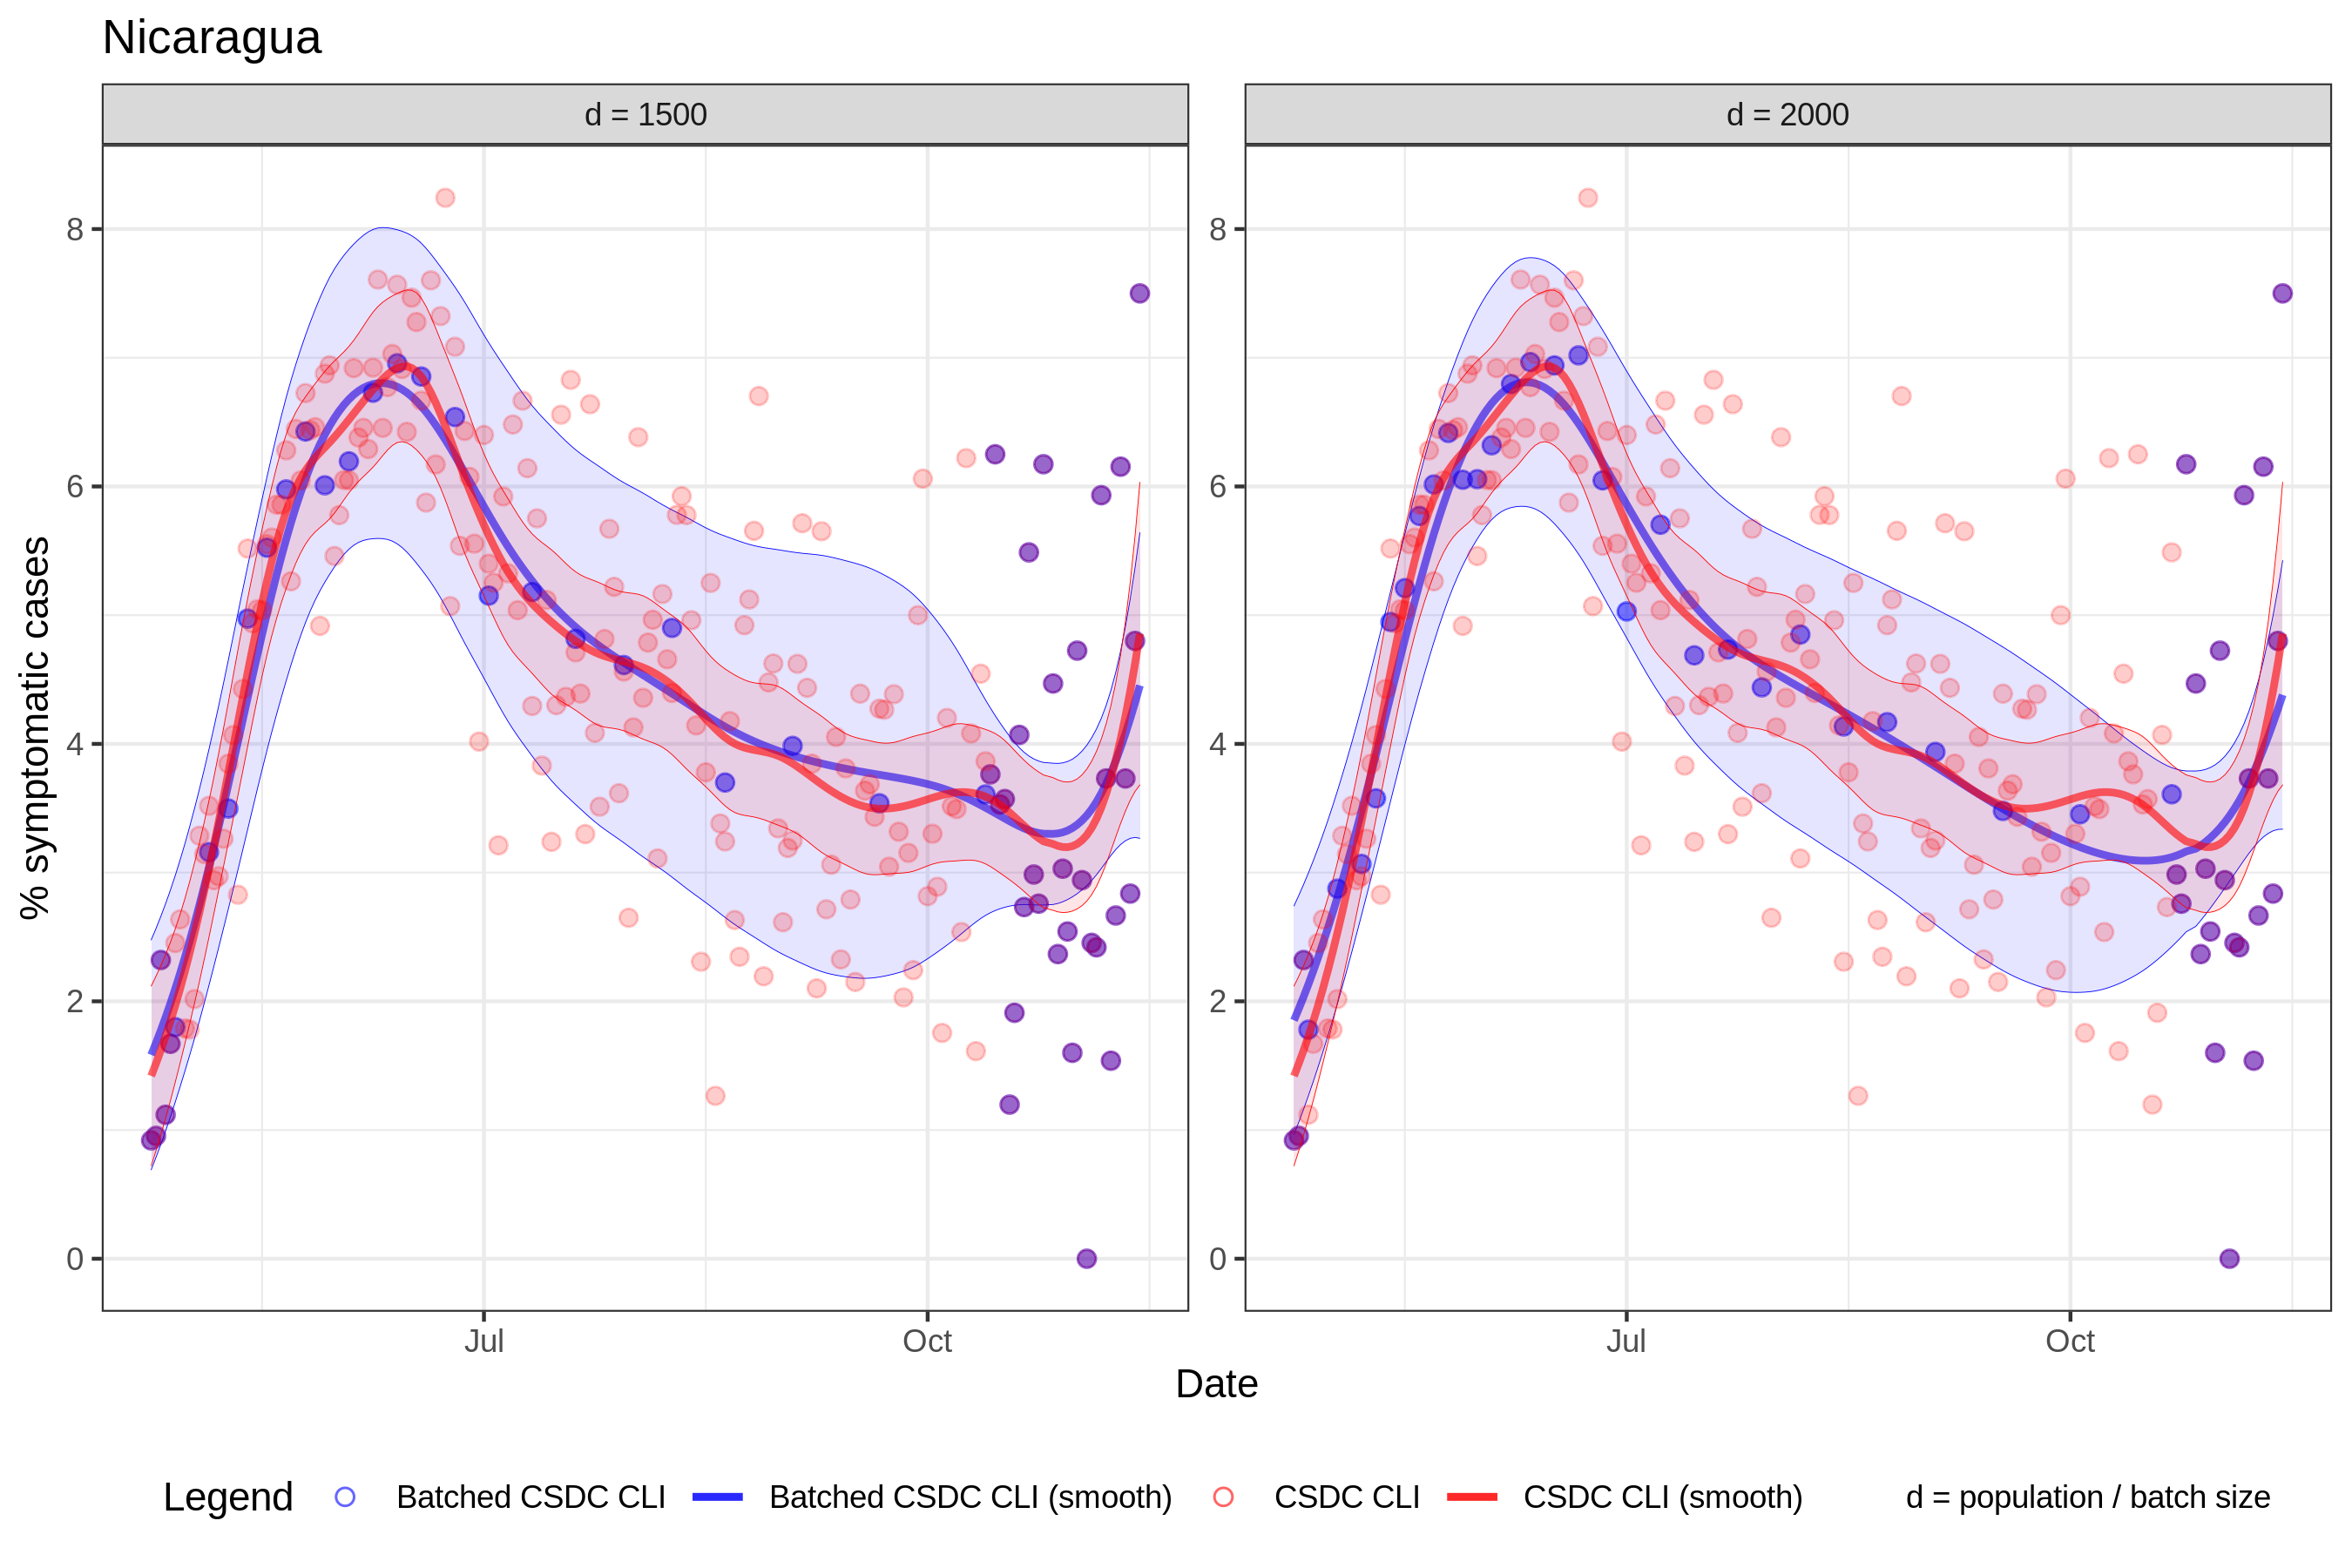 Nicaragua
d = 1500
d = 2000
% symptomatic cases
8
6
4
2
0
8
6
4
2
0
Jul
Oct
Jul
Oct
Date
Legend
Batched CSDC CLI
Batched CSDC CLI (smooth)
CSDC CLI
CSDC CLI (smooth)
d = population / batch size